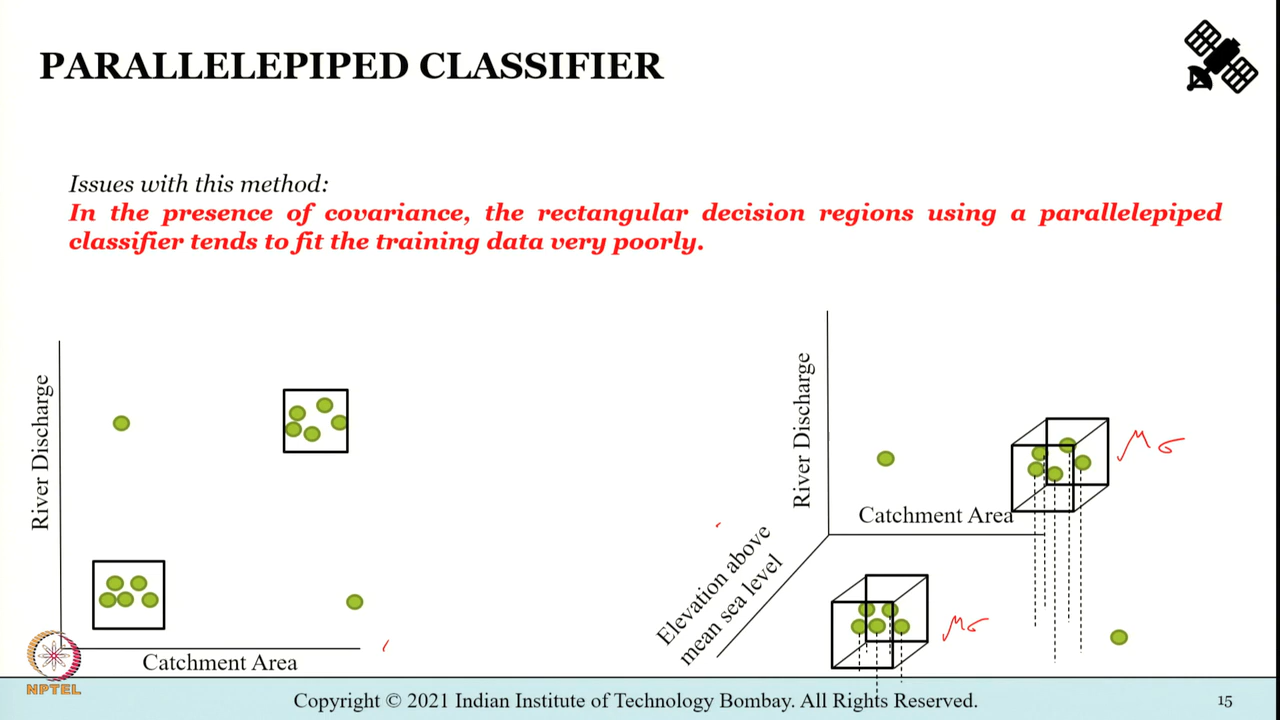 PARALLELEPIPED CLASSIFIER
Issues with this method:
In the presence of covariance, the rectangular decision regions using a parallelepiped
classifier tends to fit the training data very poorly.
River Discharge
Catchment Area
River Discharge
Catchment Area
Elevation above
mean sea level
μσ
μσ
NPTEL
Copyright © 2021 Indian Institute of Technology Bombay. All Rights Reserved.
15